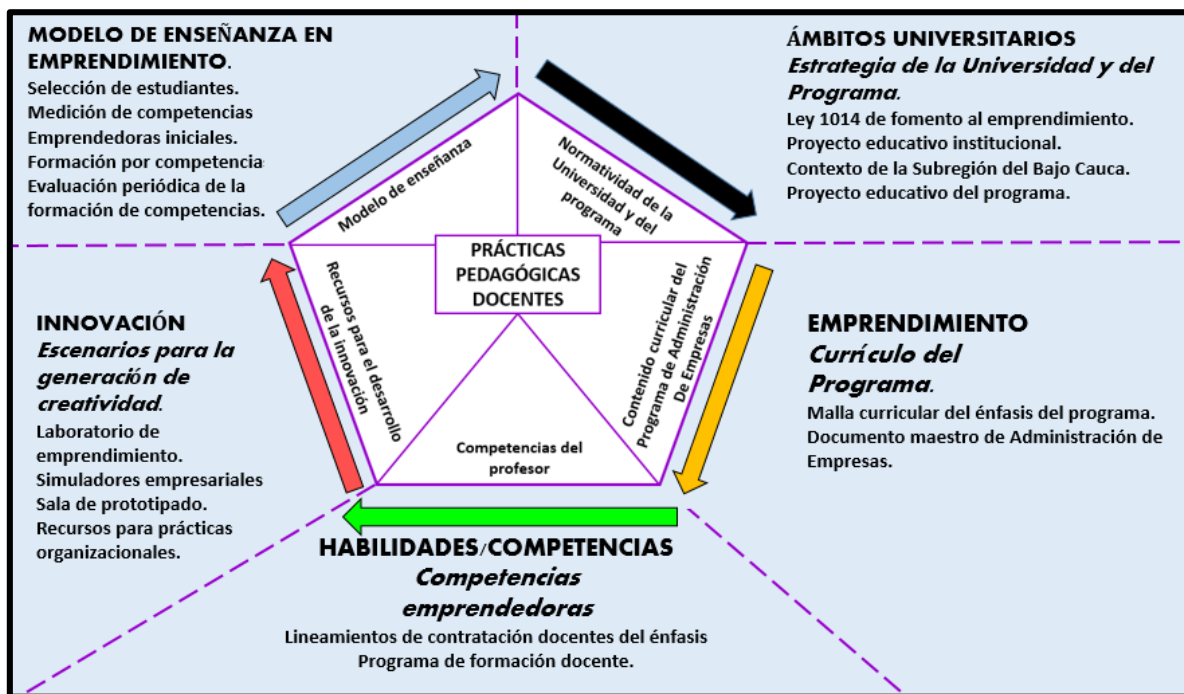 MODELO DE ENSEÑANZA EN
EMPRENDIMIENTO.
Selección de estudiantes.
Medición de competencias
Emprendedoras iniciales.
Formación por competencia
Evaluación periódica de la
formación de competencias.
ÁMBITOS UNIVERSITARIOS
Estrategia de la Universidad y del
Programa.
Ley 1014 de fomento al emprendimiento.
Proyecto educativo institucional.
Contexto de la Subregión del Bajo Cauca.
Proyecto educativo del programa.
Modelo de enseñanza
Normatividad de la
Universidad y del
programa
PRÁCTICAS
PEDAGÓGICAS
DOCENTES
Recursos para el desarrollo
de la innovación
Contenido curricular del
Programa de Administración
De Empresas
Competencias del
profesor
INNOVACIÓN
Escenarios para la
generación de
creatividad.
Laboratorio de
emprendimiento.
Simuladores empresariales
Sala de prototipado.
Recursos para prácticas
organizacionales.
EMPRENDIMIENTO
Currículo del
Programa.
Malla curricular del énfasis del programa.
Documento maestro de Administración de
Empresas.
HABILIDADES/COMPETENCIAS
Competencias
emprendedoras
Lineamientos de contratación docentes del énfasis
Programa de formación docente.